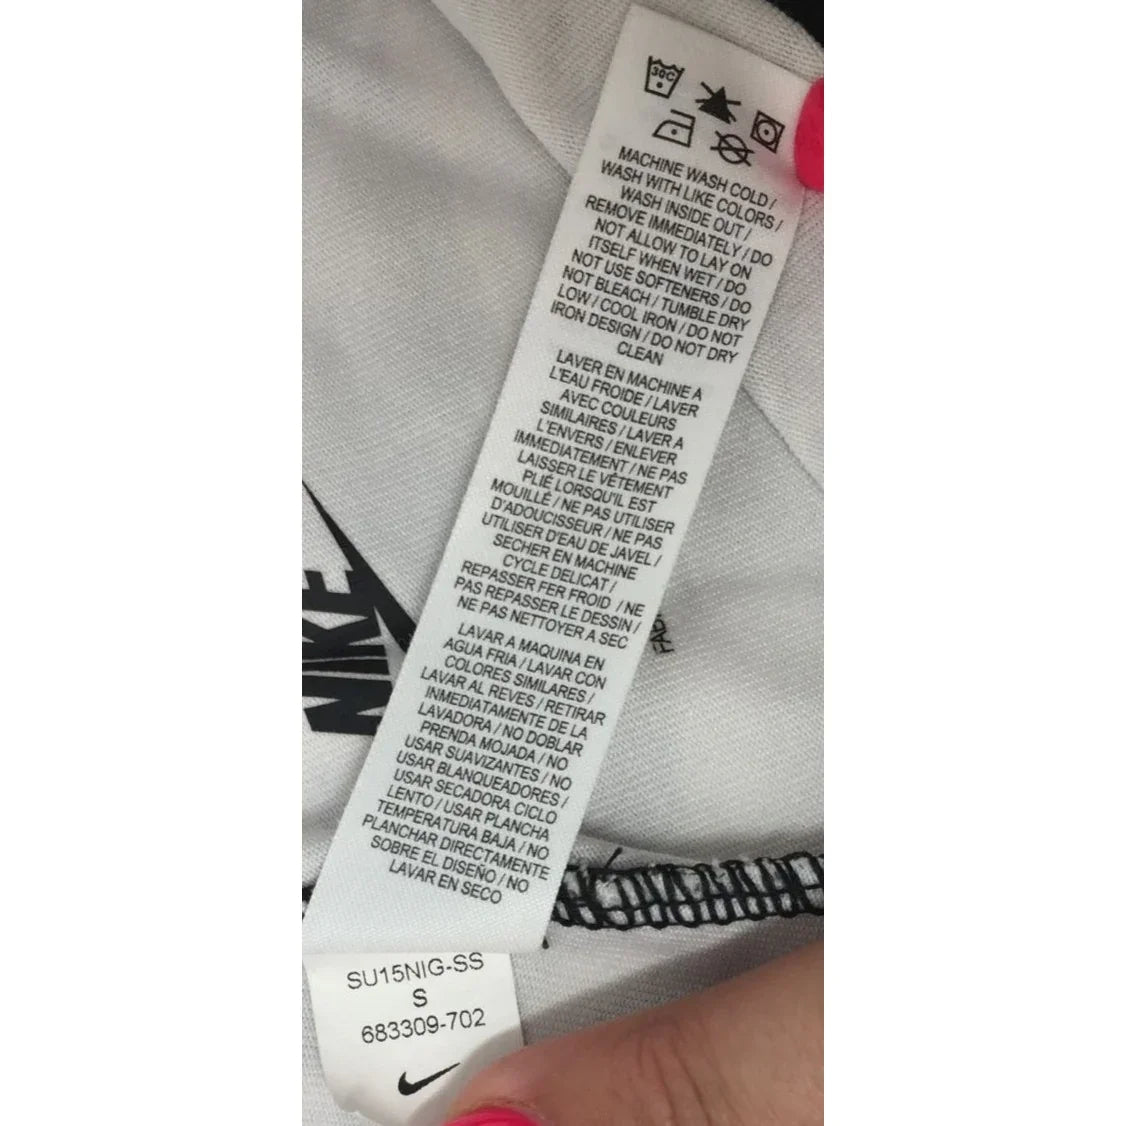 30C
MACHINE WASH COLD /
WASH WITH LIKE COLORS /
WASH INSIDE OUT /
REMOVE IMMEDIATELY / DO
NOT ALLOW TO LAY ON
ITSELF WHEN WET / DO
NOT USE SOFTENERS / DO
NOT BLEACH / TUMBLE DRY
LOW / COOL IRON / DO NOT
IRON DESIGN / DO NOT DRY
CLEAN
LAVER EN MACHINE A
L'EAU FROIDE / LAVER
AVEC COULEURS
SIMILAIRES / LAVER A
L'ENVERS / ENLEVER
IMMEDIATEMENT / NE PAS
LAISSER LE VÊTEMENT
PLIÉ LORSQU'IL EST
MOUILLÉ / NE PAS UTILISER
D'ADOUCISSEUR / NE PAS
UTILISER D'EAU DE JAVEL /
SECHER EN MACHINE
CYCLE DELICAT /
REPASSER FER FROID / NE
PAS REPASSER LE DESSIN /
NE PAS NETTOYER A SEC
LAVAR A MAQUINA EN
AGUA FRIA / LAVAR CON
COLORES SIMILARES /
LAVAR AL REVES / RETIRAR
INMEDIATAMENTE DE LA
LAVADORA / NO DOBLAR
PRENDA MOJADA / NO
USAR SUAVIZANTES / NO
USAR BLANQUEADORES /
USAR SECADORA CICLO
LENTO / USAR PLANCHA
TEMPERATURA BAJA / NO
PLANCHAR DIRECTAMENTE
SOBRE EL DISEÑO / NO
LAVAR EN SECO
NIKE
FAB
SU15NIG-SS
S
683309-702